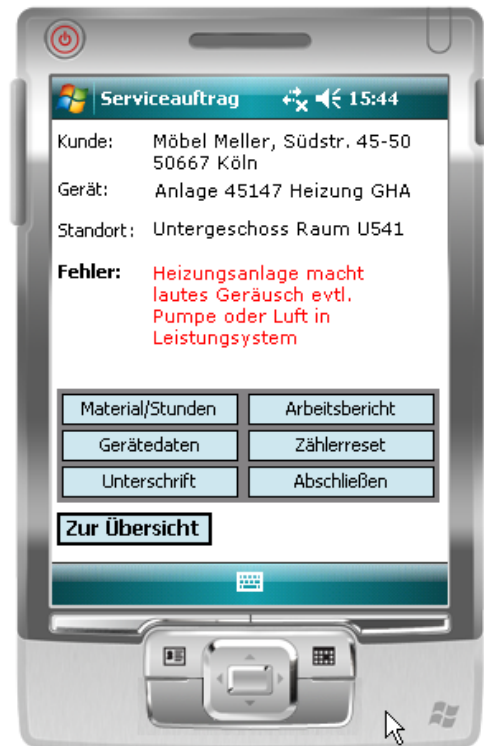 Serviceauftrag 15:44
Kunde: Möbel Meller, Südstr. 45-50
50667 Köln
Gerät: Anlage 45147 Heizung GHA
Standort: Untergeschoss Raum U541
Fehler: Heizungsanlage macht
lautes Geräusch evtl.
Pumpe oder Luft in
Leistungsystem
Material/Stunden Arbeitsbericht
Gerätedaten Zählerreset
Unterschrift Abschließen
Zur Übersicht